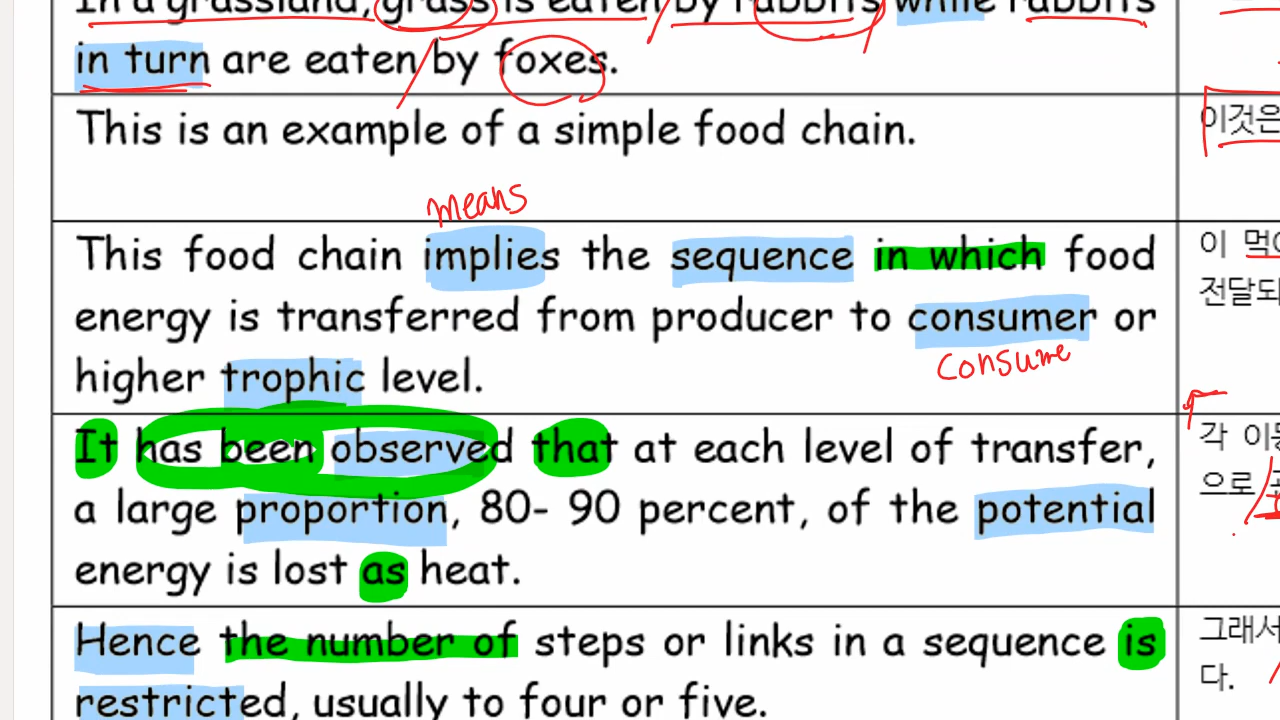 In a grassland, grass is eaten by rabbits while rabbits
in turn are eaten by foxes.
This is an example of a simple food chain.
이것은
means
This food chain implies the sequence in which food
energy is transferred from producer to consumer or
higher trophic level.
consume
이 먹이
전달되
It has been observed that at each level of transfer,
a large proportion, 80- 90 percent, of the potential
energy is lost as heat.
각 이동
으로
Hence the number of steps or links in a sequence is
restricted, usually to four or five.
그래서
다.